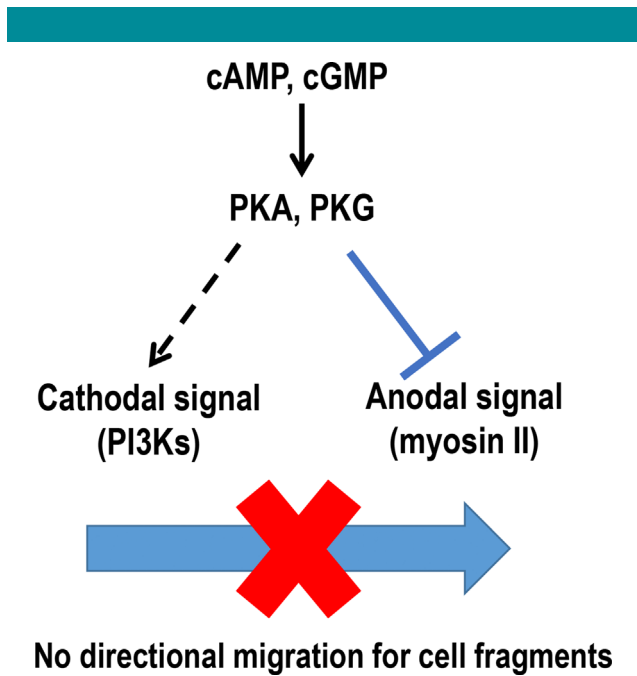 cAMP, cGMP
PKA, PKG
Cathodal signal
(PI3Ks)
Anodal signal
(myosin II)
No directional migration for cell fragments